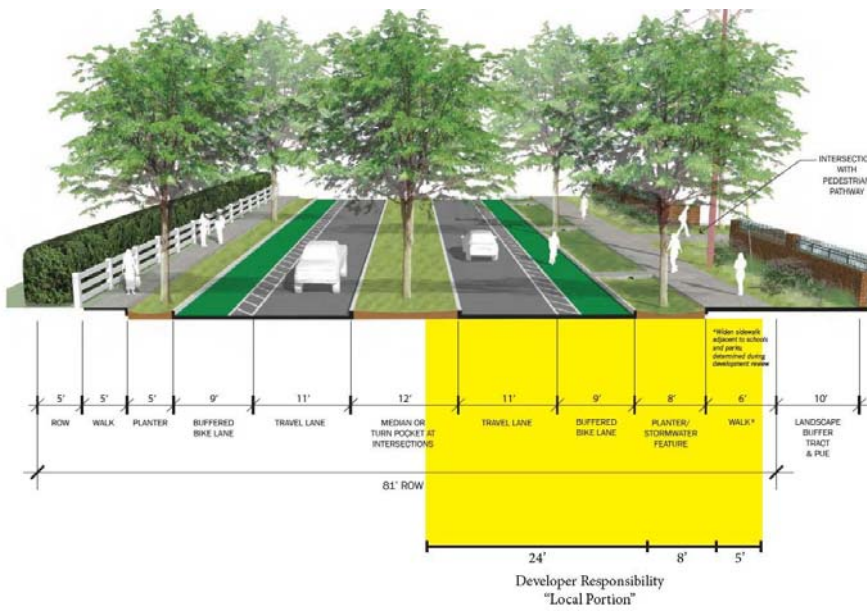 INTERSECTION
WITH
PEDESTRIAN
PATHWAY
*Widen sidewalk
adjacent to schools
and parks;
determined during
development review
5'
5'
5'
9'
11'
12'
11'
9'
8'
6'
10'
ROW
WALK
PLANTER
BUFFERED
BIKE LANE
TRAVEL LANE
MEDIAN OR
TURN POCKET AT
INTERSECTIONS
TRAVEL LANE
BUFFERED
BIKE LANE
PLANTER/
STORMWATER
FEATURE
WALK*
LANDSCAPE
BUFFER
TRACT
& PUE
81' ROW
24'
8'
5'
Developer Responsibility
"Local Portion"